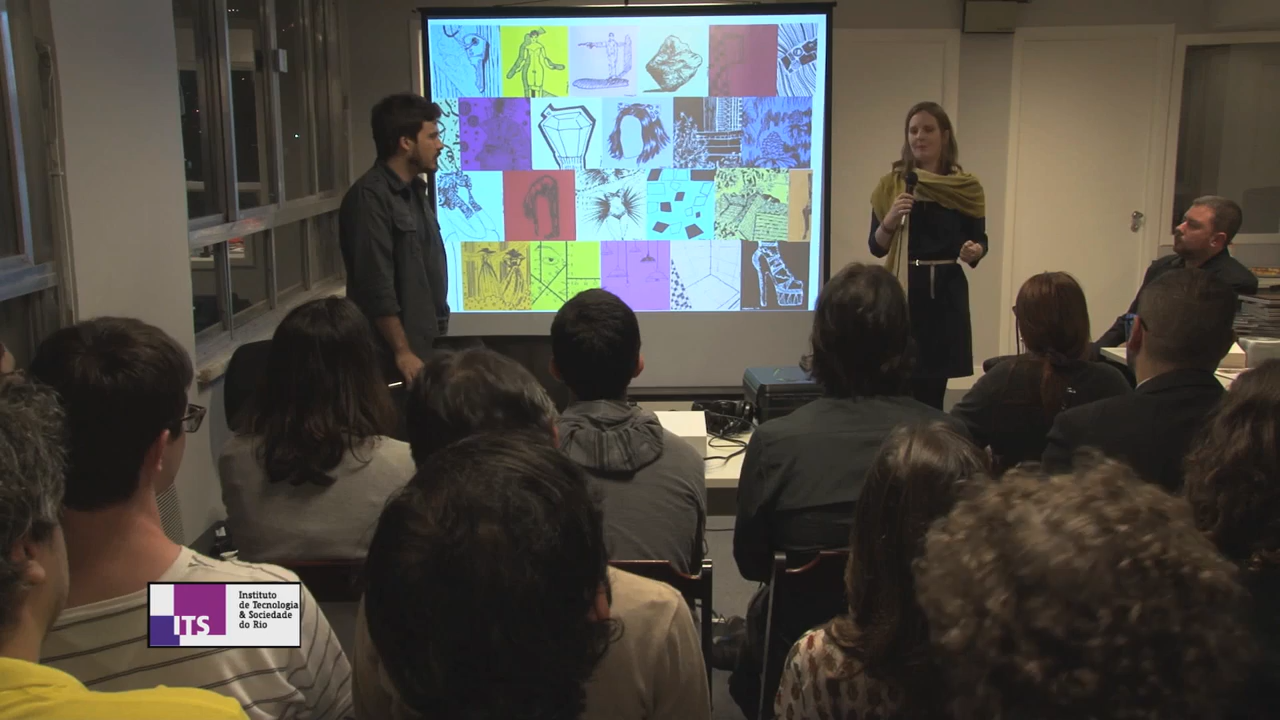 ITS
Instituto
de Tecnologia
& Sociedade
do Rio